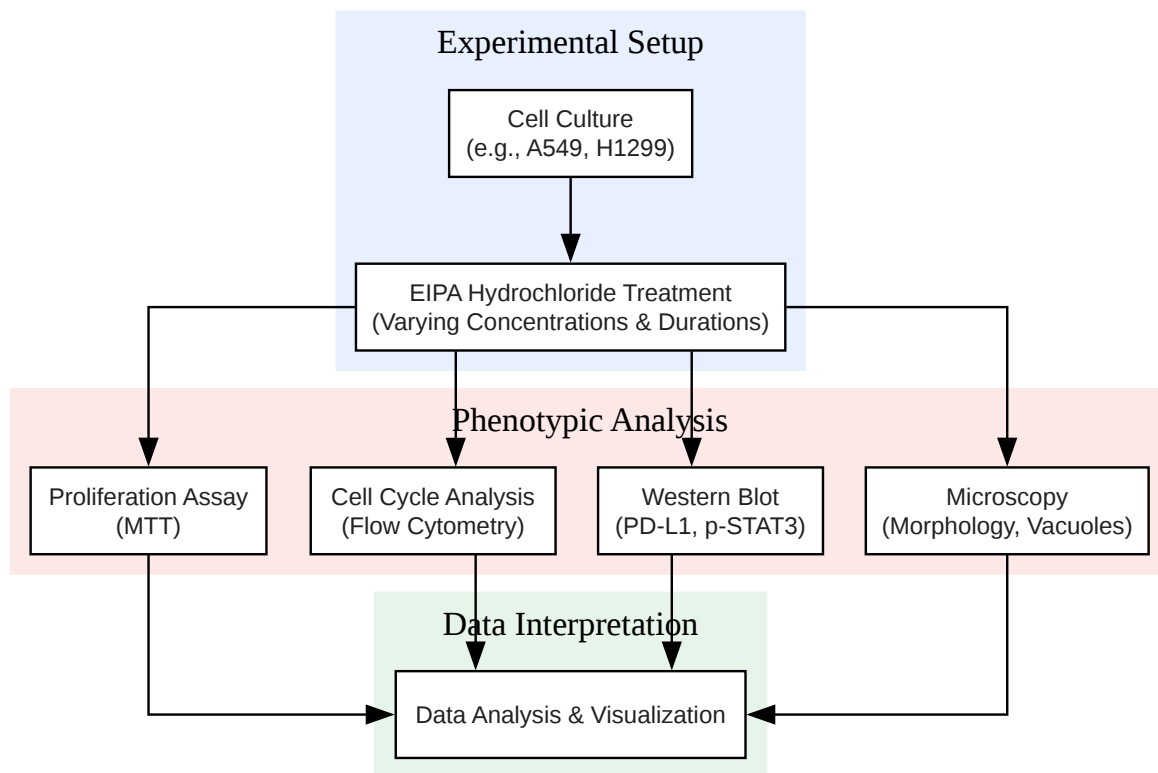 Experimental Setup
Cell Culture
(e.g., A549, H1299)
EIPA Hydrochloride Treatment
(Varying Concentrations & Durations)
Phenotypic Analysis
Proliferation Assay
(MTT)
Cell Cycle Analysis
(Flow Cytometry)
Western Blot
(PD-L1, p-STAT3)
Microscopy
(Morphology, Vacuoles)
Data Interpretation
Data Analysis & Visualization